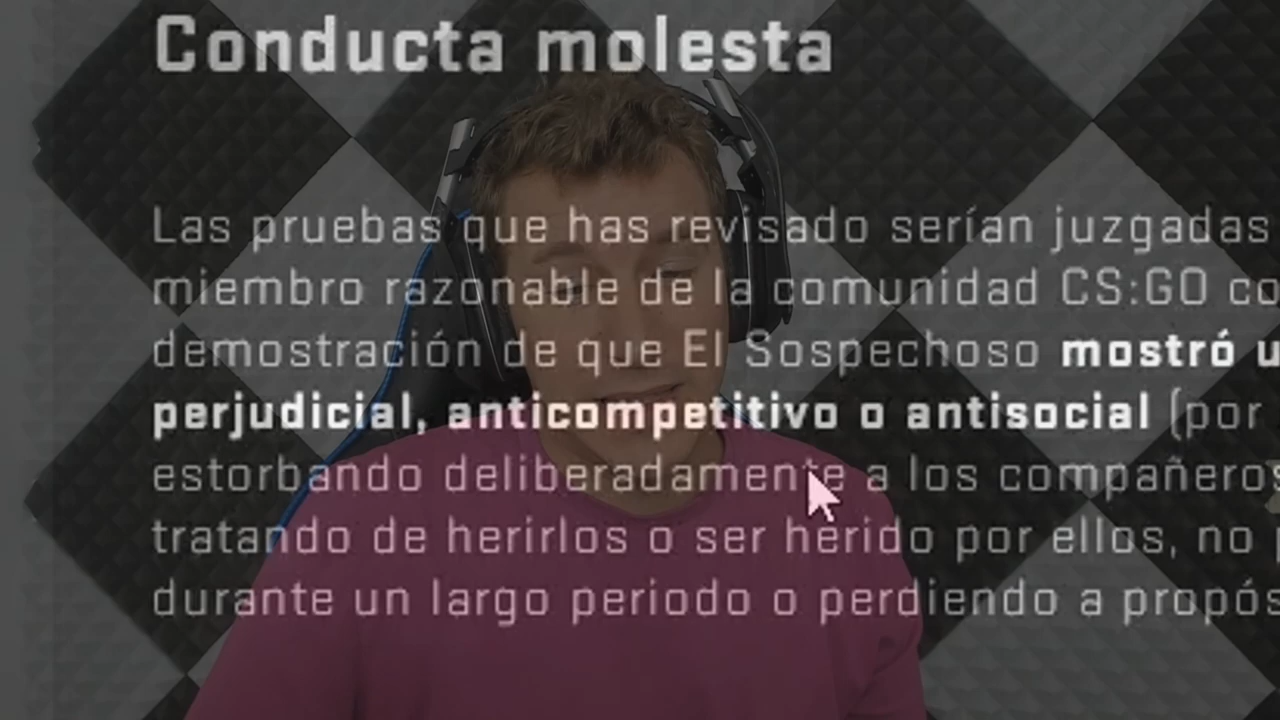 Conducta molesta
Las pruebas que has revisado serían juzgadas
miembro razonable de la comunidad CS:GO co
demostración de que El Sospechoso mostró u
perjudicial, anticompetitivo o antisocial (por
estorbando deliberadamente a los compañeros
tratando de herirlos o ser herido por ellos, no
durante un largo periodo o perdiendo a propós